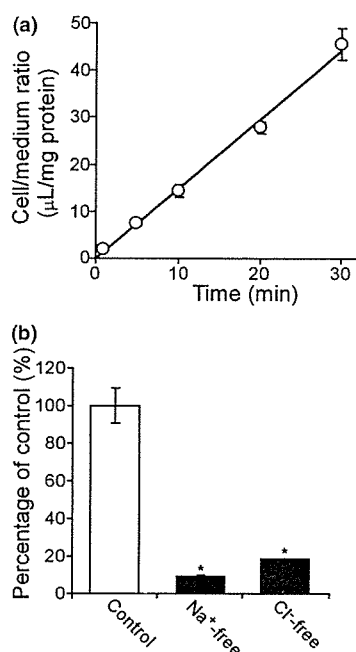 (a)
Cell/medium ratio
(μL/mg protein)
50
40
30
20
10
0
0
10
20
30
Time (min)
(b)
Percentage of control (%)
120
100
80
60
40
20
0
*
*
Control
Na⁺-free
Cl⁻-free